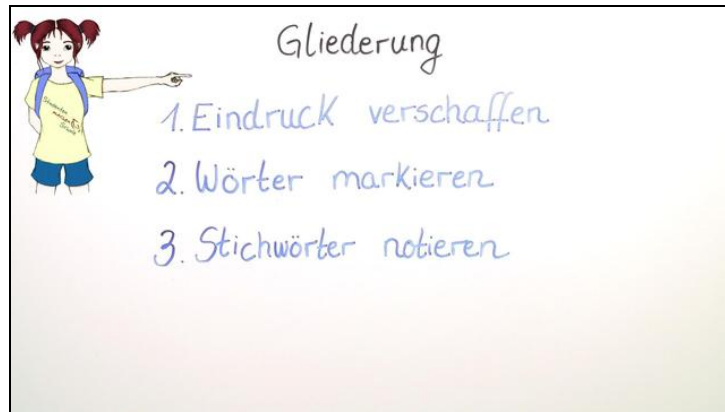 Gliederung
1. Eindruck verschaffen
2. Wörter markieren
3. Stichwörter notieren